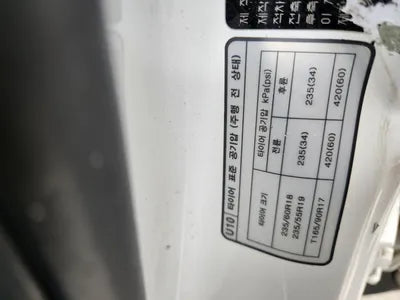 U10 타이어 표준 공기압 (주행 전 상태)
타이어 크기 타이어 공기압 kPa(psi)
전륜 후륜
235/60R18 235(34) 235(34)
235/55R19
T165/90R17 420(60) 420(60)